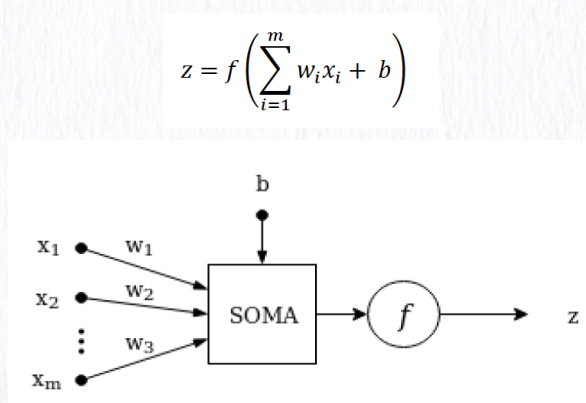 z = f(∑_{i=1}^{m} w_i x_i + b)
b
x₁ w₁
x₂ w₂
SOMA f z
⋮ w₃
xₘ